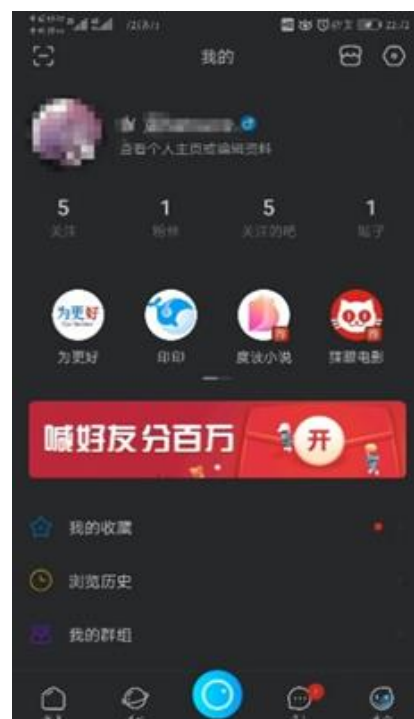 我的
查看个人主页或编辑资料
5 1 5 1
关注 粉丝 关注的吧 帖子
为更好
为更好 印印 度说小说 猫眼电影
荐 荐
喊好友分百万 开
我的收藏
浏览历史
我的群组